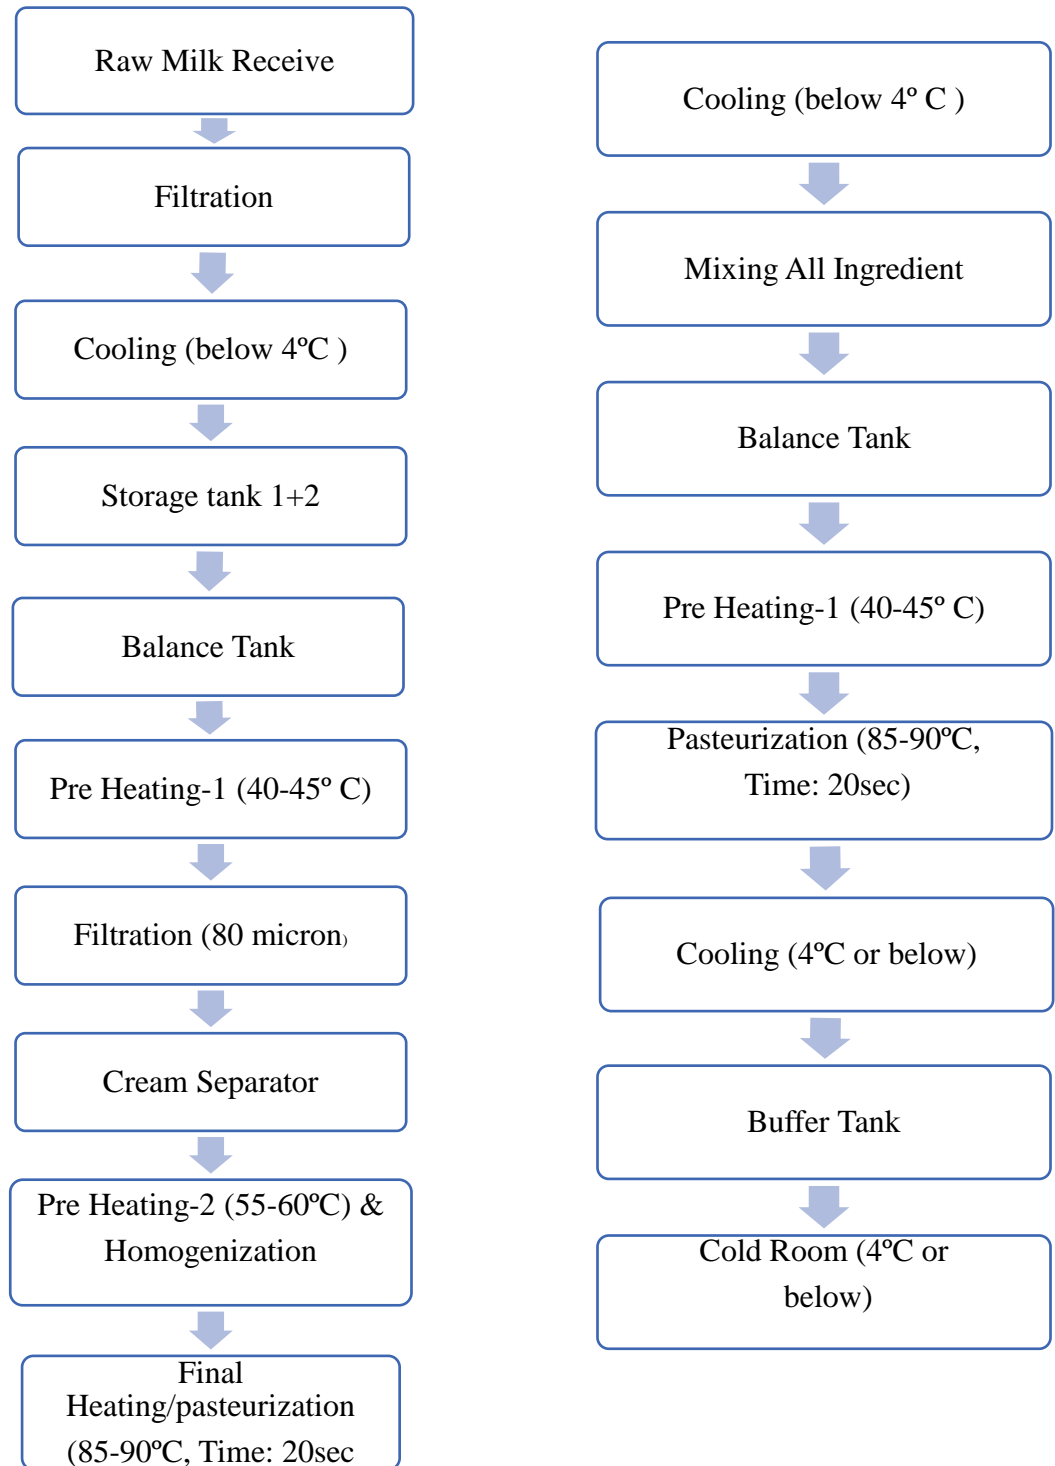 Raw Milk Receive
Filtration
Cooling (below 4ºC )
Storage tank 1+2
Balance Tank
Pre Heating-1 (40-45º C)
Filtration (80 micron)
Cream Separator
Pre Heating-2 (55-60ºC) &
Homogenization
Final
Heating/pasteurization
(85-90ºC, Time: 20sec
Cooling (below 4º C )
Mixing All Ingredient
Balance Tank
Pre Heating-1 (40-45º C)
Pasteurization (85-90ºC,
Time: 20sec)
Cooling (4ºC or below)
Buffer Tank
Cold Room (4ºC or
below)